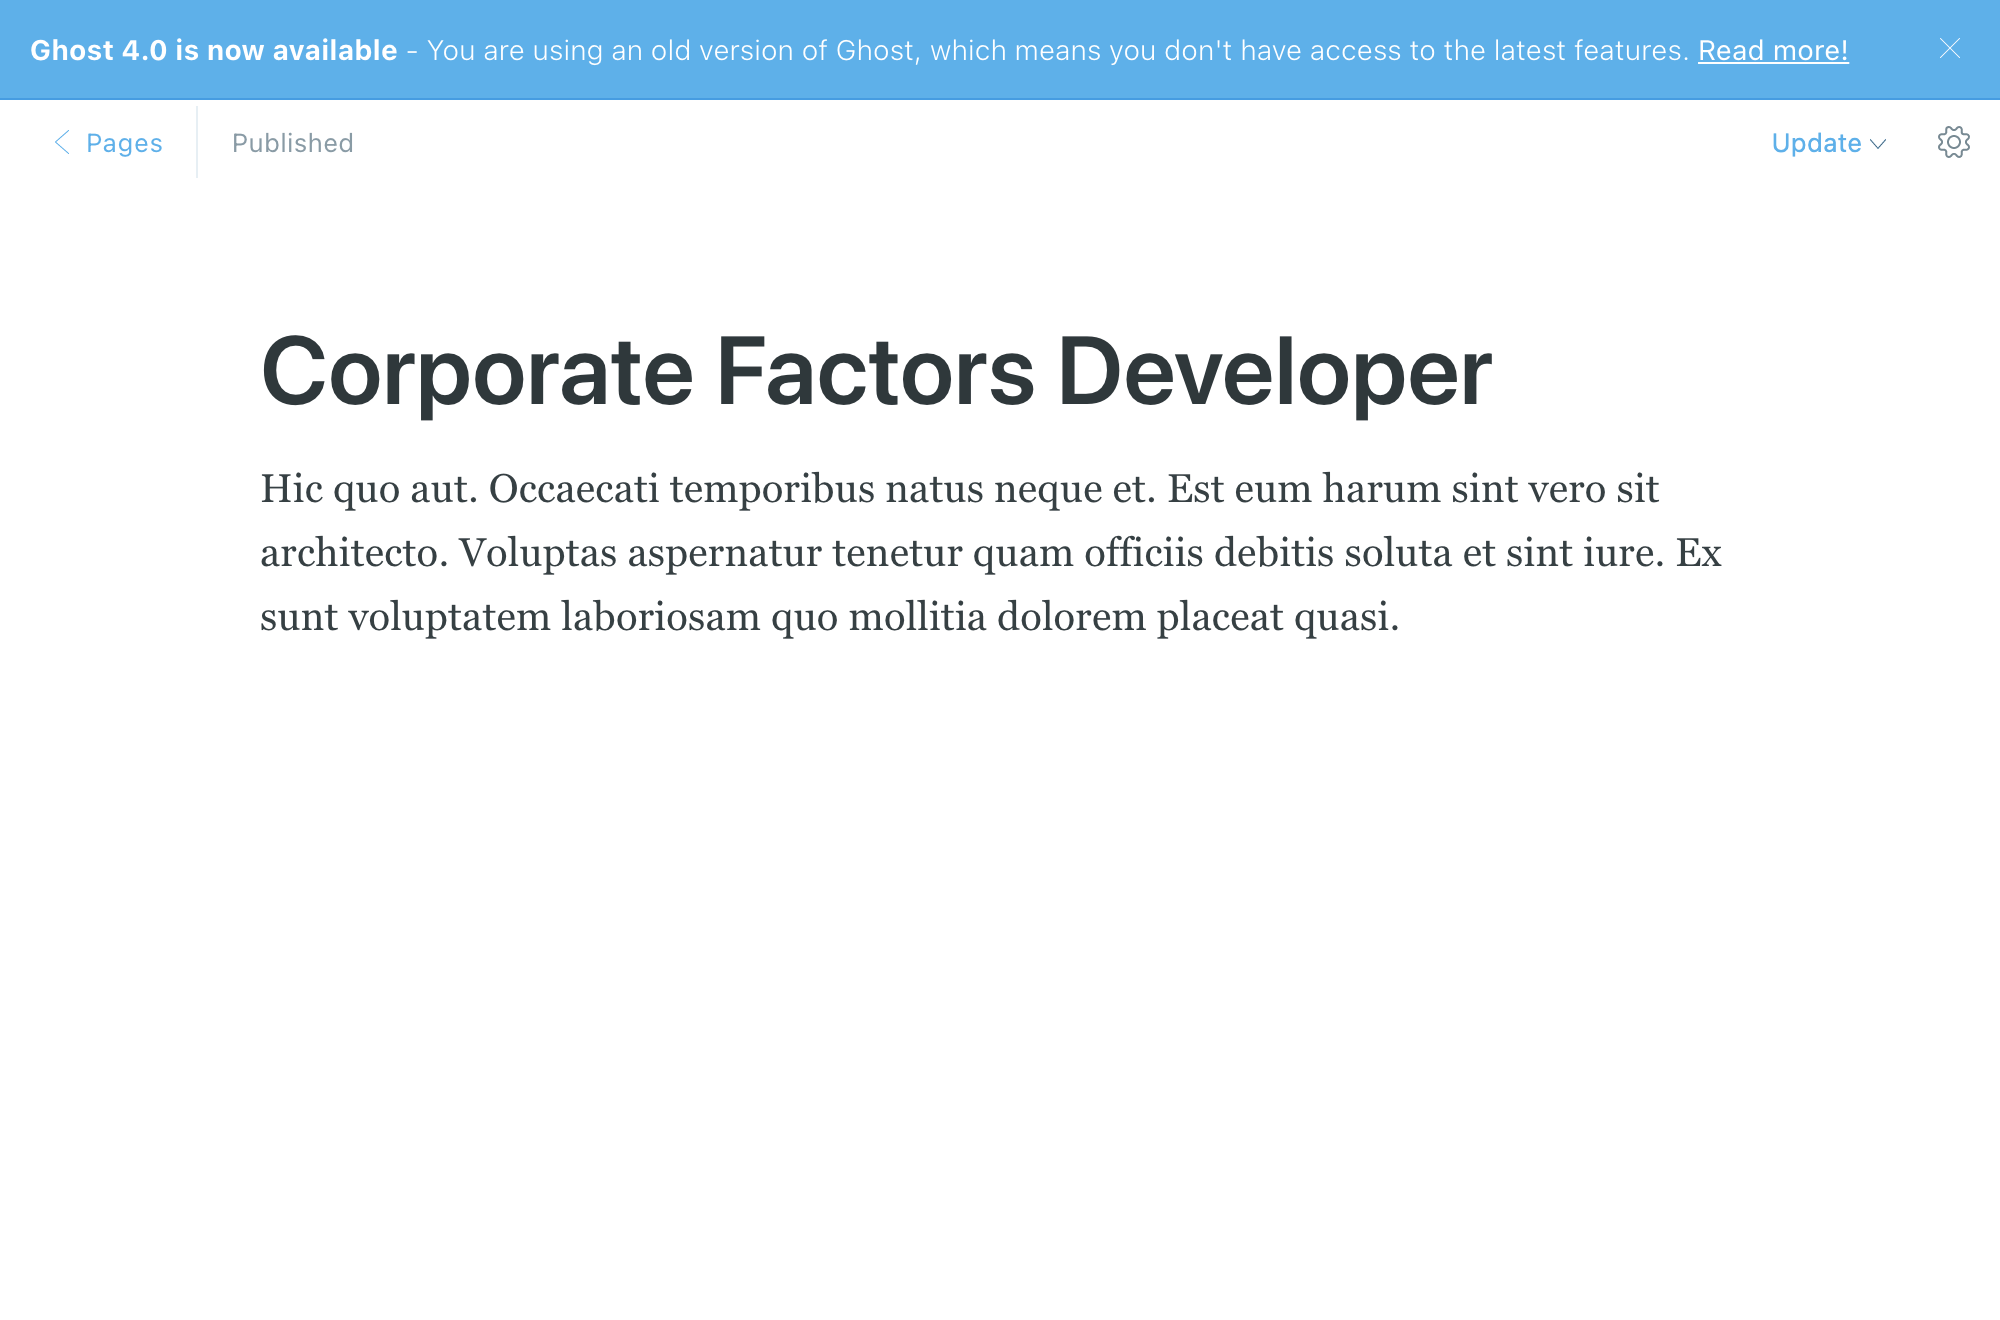 Ghost 4.0 is now available - You are using an old version of Ghost, which means you don't have access to the latest features. Read more!
Pages
Published
Update
Corporate Factors Developer
Hic quo aut. Occaecati temporibus natus neque et. Est eum harum sint vero sit
architecto. Voluptas aspernatur tenetur quam officiis debitis soluta et sint iure. Ex
sunt voluptatem laboriosam quo mollitia dolorem placeat quasi.